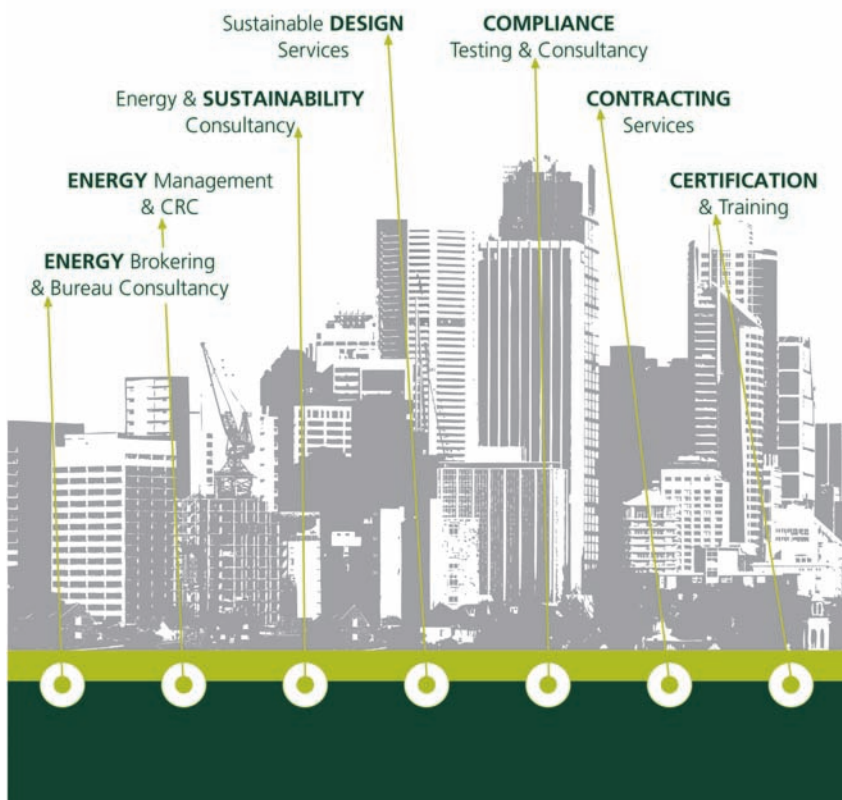 Sustainable DESIGN
Services
COMPLIANCE
Testing & Consultancy
Energy & SUSTAINABILITY
Consultancy
CONTRACTING
Services
ENERGY Management
& CRC
CERTIFICATION
& Training
ENERGY Brokering
& Bureau Consultancy